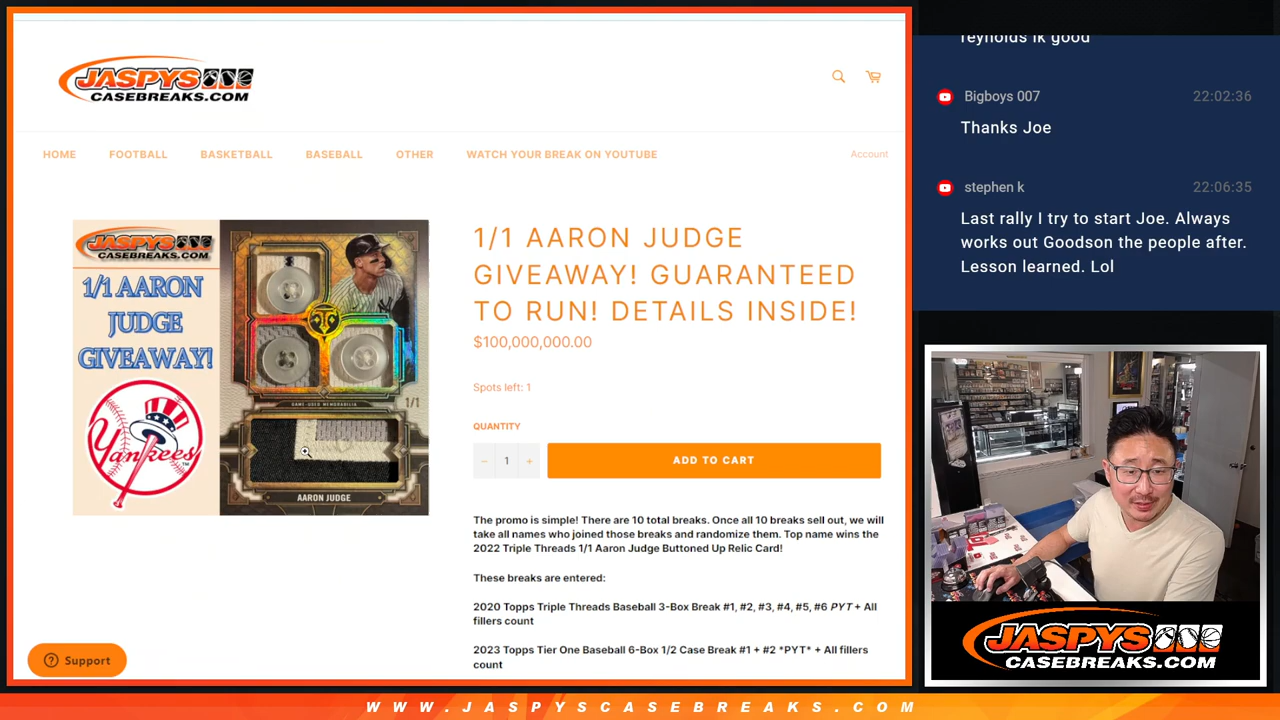 JASPYS
CASEBREAKS.COM
HOME
FOOTBALL
BASKETBALL
BASEBALL
OTHER
WATCH YOUR BREAK ON YOUTUBE
Account
JASPYS
CASEBREAKS.COM
1/1 AARON
JUDGE
GIVEAWAY!
Yankees
GAME-USED MEMORABILIA
1/1
AARON JUDGE
1/1 AARON JUDGE
GIVEAWAY! GUARANTEED
TO RUN! DETAILS INSIDE!
$100,000,000.00
Spots left: 1
QUANTITY
− 1 +
ADD TO CART
The promo is simple! There are 10 total breaks. Once all 10 breaks sell out, we will
take all names who joined those breaks and randomize them. Top name wins the
2022 Triple Threads 1/1 Aaron Judge Buttoned Up Relic Card!
These breaks are entered:
2020 Topps Triple Threads Baseball 3-Box Break #1, #2, #3, #4, #5, #6 PYT + All
fillers count
2023 Topps Tier One Baseball 6-Box 1/2 Case Break #1 + #2 *PYT* + All fillers
count
Support
reynolds ik good
Bigboys 007
22:02:36
Thanks Joe
stephen k
22:06:35
Last rally I try to start Joe. Always
works out Goodson the people after.
Lesson learned. Lol
JASPYS
CASEBREAKS.COM
WWW.JASPYSCASEBREAKS.COM